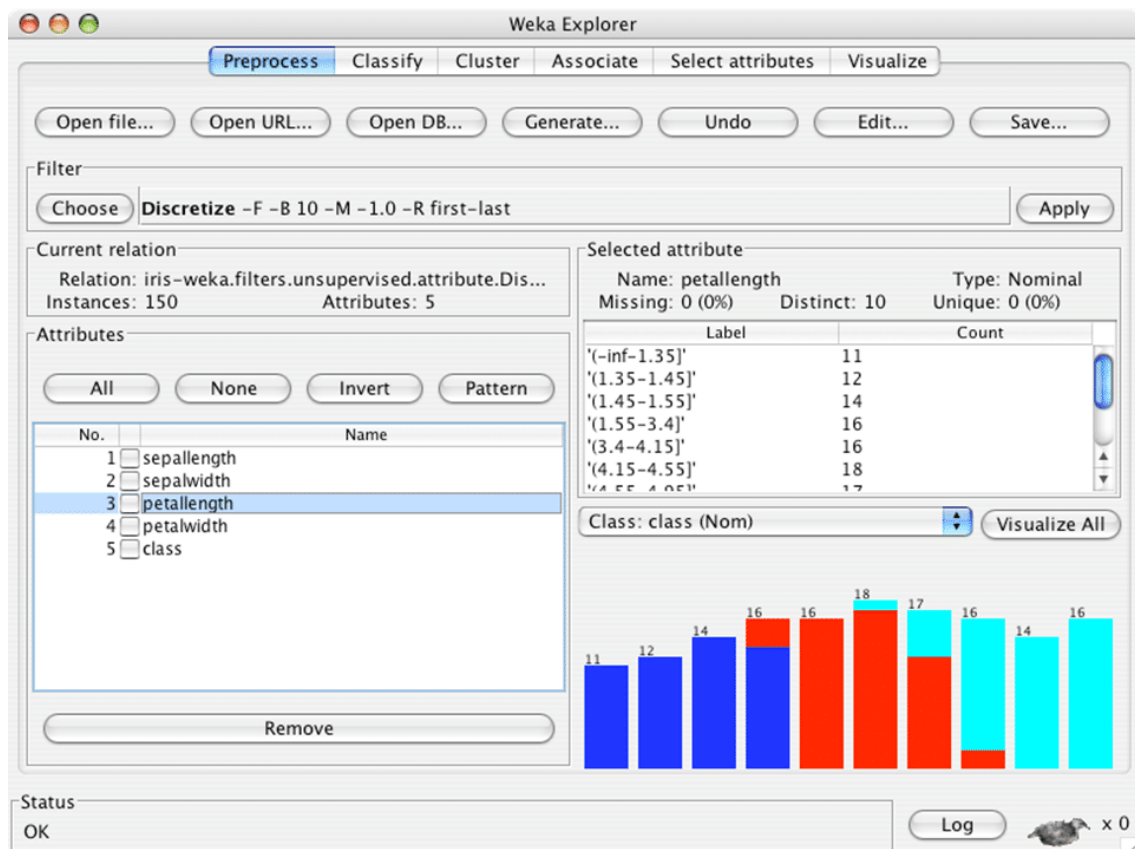 Weka Explorer
Preprocess Classify Cluster Associate Select attributes Visualize
Open file... Open URL... Open DB... Generate... Undo Edit... Save...
Filter
Choose Discretize -F -B 10 -M -1.0 -R first-last Apply
Current relation
Relation: iris-weka.filters.unsupervised.attribute.Dis...
Instances: 150 Attributes: 5
Attributes
All None Invert Pattern
No. Name
1 sepallength
2 sepalwidth
3 petallength
4 petalwidth
5 class
Remove
Selected attribute
Name: petallength Type: Nominal
Missing: 0 (0%) Distinct: 10 Unique: 0 (0%)
Label Count
'(-inf-1.35]' 11
'(1.35-1.45]' 12
'(1.45-1.55]' 14
'(1.55-3.4]' 16
'(3.4-4.15]' 16
'(4.15-4.55]' 18
'(4.55-4.95]' 17
Class: class (Nom) Visualize All
11 12 14 16 16 18 17 16 14 16
Status
OK
Log x 0